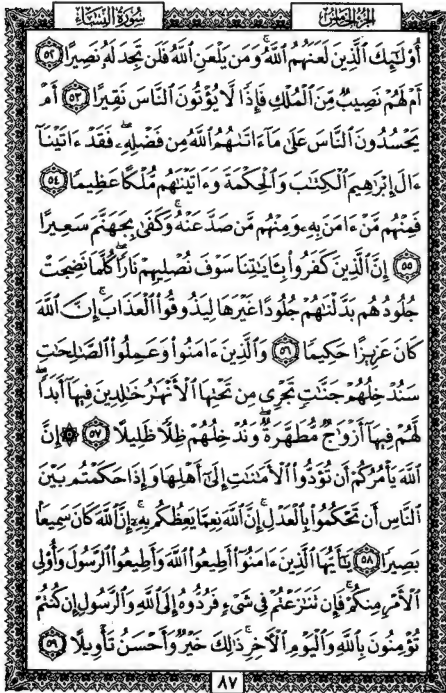 سُورَةُ النِّسَاءِ الجزءُ الخَامِسُ
أُوْلَٰٓئِكَ ٱلَّذِينَ لَعَنَهُمُ ٱللَّهُۖ وَمَن يَلْعَنِ ٱللَّهُ فَلَن تَجِدَ لَهُۥ نَصِيرًا ٥٢
أَمْ لَهُمْ نَصِيبٌ مِّنَ ٱلْمُلْكِ فَإِذًا لَّا يُؤْتُونَ ٱلنَّاسَ نَقِيرًا ٥٣ أَمْ
يَحْسُدُونَ ٱلنَّاسَ عَلَىٰ مَآ ءَاتَىٰهُمُ ٱللَّهُ مِن فَضْلِهِۦۖ فَقَدْ ءَاتَيْنَآ
ءَالَ إِبْرَٰهِيمَ ٱلْكِتَٰبَ وَٱلْحِكْمَةَ وَءَاتَيْنَٰهُم مُّلْكًا عَظِيمًا ٥٤
فَمِنْهُم مَّنْ ءَامَنَ بِهِۦ وَمِنْهُم مَّن صَدَّ عَنْهُۚ وَكَفَىٰ بِجَهَنَّمَ سَعِيرًا
٥٥ إِنَّ ٱلَّذِينَ كَفَرُوا۟ بِـَٔايَٰتِنَا سَوْفَ نُصْلِيهِمْ نَارًا كُلَّمَا نَضِجَتْ
جُلُودُهُم بَدَّلْنَٰهُمْ جُلُودًا غَيْرَهَا لِيَذُوقُوا۟ ٱلْعَذَابَۗ إِنَّ ٱللَّهَ
كَانَ عَزِيزًا حَكِيمًا ٥٦ وَٱلَّذِينَ ءَامَنُوا۟ وَعَمِلُوا۟ ٱلصَّٰلِحَٰتِ
سَنُدْخِلُهُمْ جَنَّٰتٍ تَجْرِى مِن تَحْتِهَا ٱلْأَنْهَٰرُ خَٰلِدِينَ فِيهَآ أَبَدًاۖ
لَّهُمْ فِيهَآ أَزْوَٰجٌ مُّطَهَّرَةٌۖ وَنُدْخِلُهُمْ ظِلًّا ظَلِيلًا ٥٧ ۞ إِنَّ
ٱللَّهَ يَأْمُرُكُمْ أَن تُؤَدُّوا۟ ٱلْأَمَٰنَٰتِ إِلَىٰٓ أَهْلِهَا وَإِذَا حَكَمْتُم بَيْنَ
ٱلنَّاسِ أَن تَحْكُمُوا۟ بِٱلْعَدْلِۚ إِنَّ ٱللَّهَ نِعِمَّا يَعِظُكُم بِهِۦٓۗ إِنَّ ٱللَّهَ كَانَ سَمِيعًۢا
بَصِيرًا ٥٨ يَٰٓأَيُّهَا ٱلَّذِينَ ءَامَنُوٓا۟ أَطِيعُوا۟ ٱللَّهَ وَأَطِيعُوا۟ ٱلرَّسُولَ وَأُو۟لِى
ٱلْأَمْرِ مِنكُمْۖ فَإِن تَنَٰزَعْتُمْ فِى شَىْءٍ فَرُدُّوهُ إِلَى ٱللَّهِ وَٱلرَّسُولِ إِن كُنتُمْ
تُؤْمِنُونَ بِٱللَّهِ وَٱلْيَوْمِ ٱلْءَاخِرِۚ ذَٰلِكَ خَيْرٌ وَأَحْسَنُ تَأْوِيلًا ٥٩
٨٧